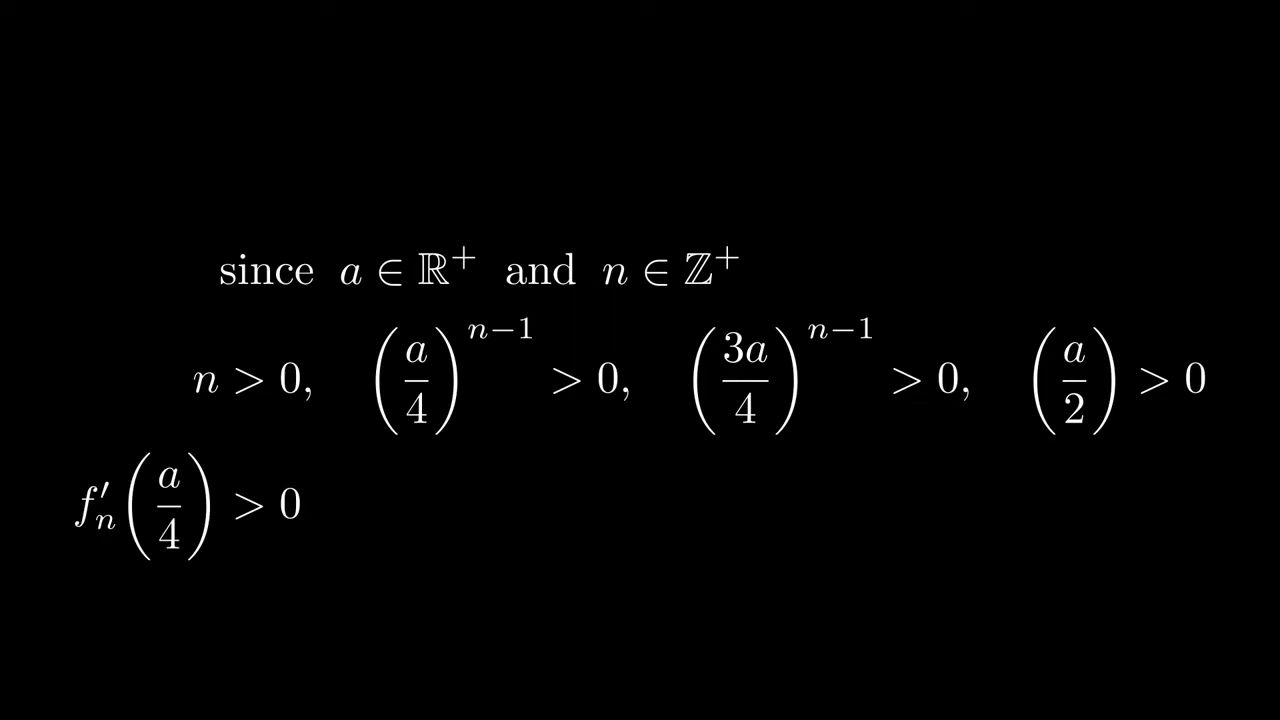 since a ∈ ℝ⁺ and n ∈ ℤ⁺
n > 0, (a/4)ⁿ⁻¹ > 0, (3a/4)ⁿ⁻¹ > 0, (a/2) > 0
f′ₙ(a/4) > 0